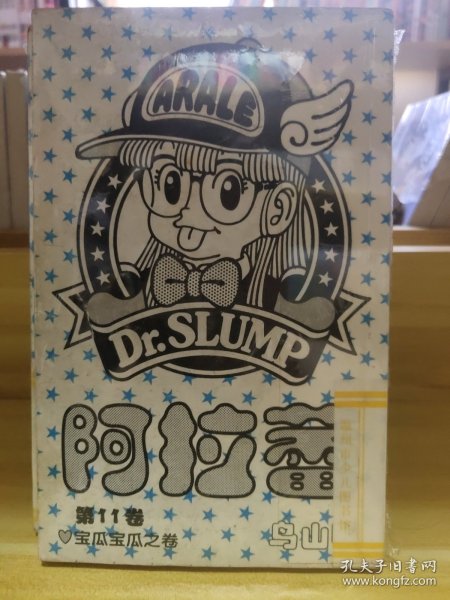 ARALE
Dr. SLUMP
阿拉蕾
第11卷
♡宝瓜宝瓜之卷
鸟山
孔夫子旧书网
www.kongfz.com